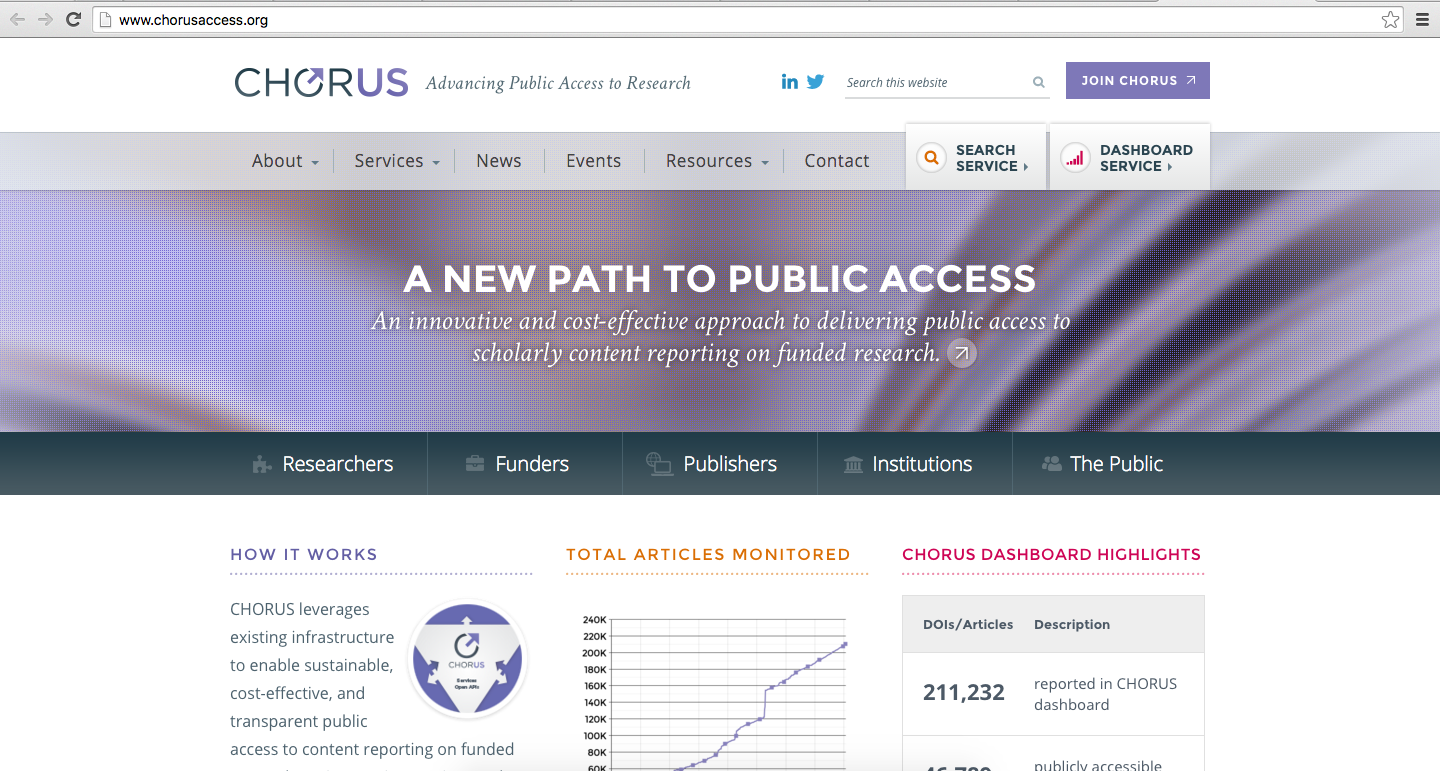 www.chorusaccess.org
CHORUS
Advancing Public Access to Research
in
Search this website
JOIN CHORUS
About
Services
News
Events
Resources
Contact
SEARCH
SERVICE
DASHBOARD
SERVICE
A NEW PATH TO PUBLIC ACCESS
An innovative and cost-effective approach to delivering public access to
scholarly content reporting on funded research.
Researchers
Funders
Publishers
Institutions
The Public
HOW IT WORKS
CHORUS leverages
existing infrastructure
to enable sustainable,
cost-effective, and
transparent public
access to content reporting on funded
CHORUS
Services
Open APIs
TOTAL ARTICLES MONITORED
240K
220K
200K
180K
160K
140K
120K
100K
80K
60K
CHORUS DASHBOARD HIGHLIGHTS
DOIs/Articles Description
211,232 reported in CHORUS
dashboard
publicly accessible